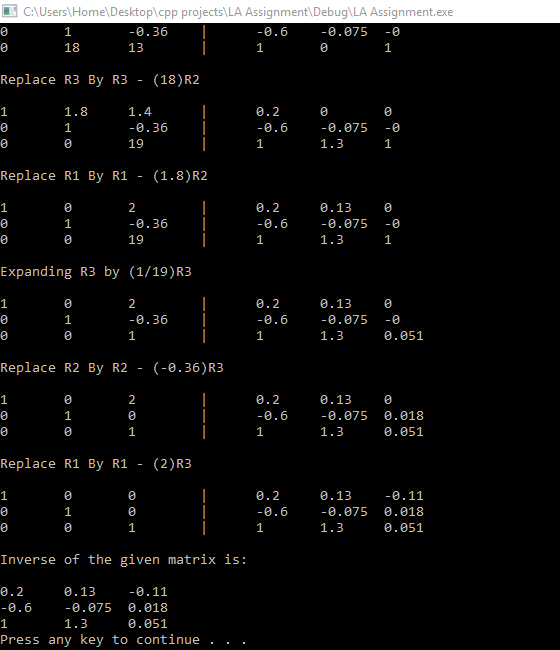 C:\Users\Home\Desktop\cpp projects\LA Assignment\Debug\LA Assignment.exe
0 1 -0.36 | -0.6 -0.075 -0
0 18 13 | 1 0 1
Replace R3 By R3 - (18)R2
1 1.8 1.4 | 0.2 0 0
0 1 -0.36 | -0.6 -0.075 -0
0 0 19 | 1 1.3 1
Replace R1 By R1 - (1.8)R2
1 0 2 | 0.2 0.13 0
0 1 -0.36 | -0.6 -0.075 -0
0 0 19 | 1 1.3 1
Expanding R3 by (1/19)R3
1 0 2 | 0.2 0.13 0
0 1 -0.36 | -0.6 -0.075 -0
0 0 1 | 1 1.3 0.051
Replace R2 By R2 - (-0.36)R3
1 0 2 | 0.2 0.13 0
0 1 0 | -0.6 -0.075 0.018
0 0 1 | 1 1.3 0.051
Replace R1 By R1 - (2)R3
1 0 0 | 0.2 0.13 -0.11
0 1 0 | -0.6 -0.075 0.018
0 0 1 | 1 1.3 0.051
Inverse of the given matrix is:
0.2 0.13 -0.11
-0.6 -0.075 0.018
1 1.3 0.051
Press any key to continue . . .